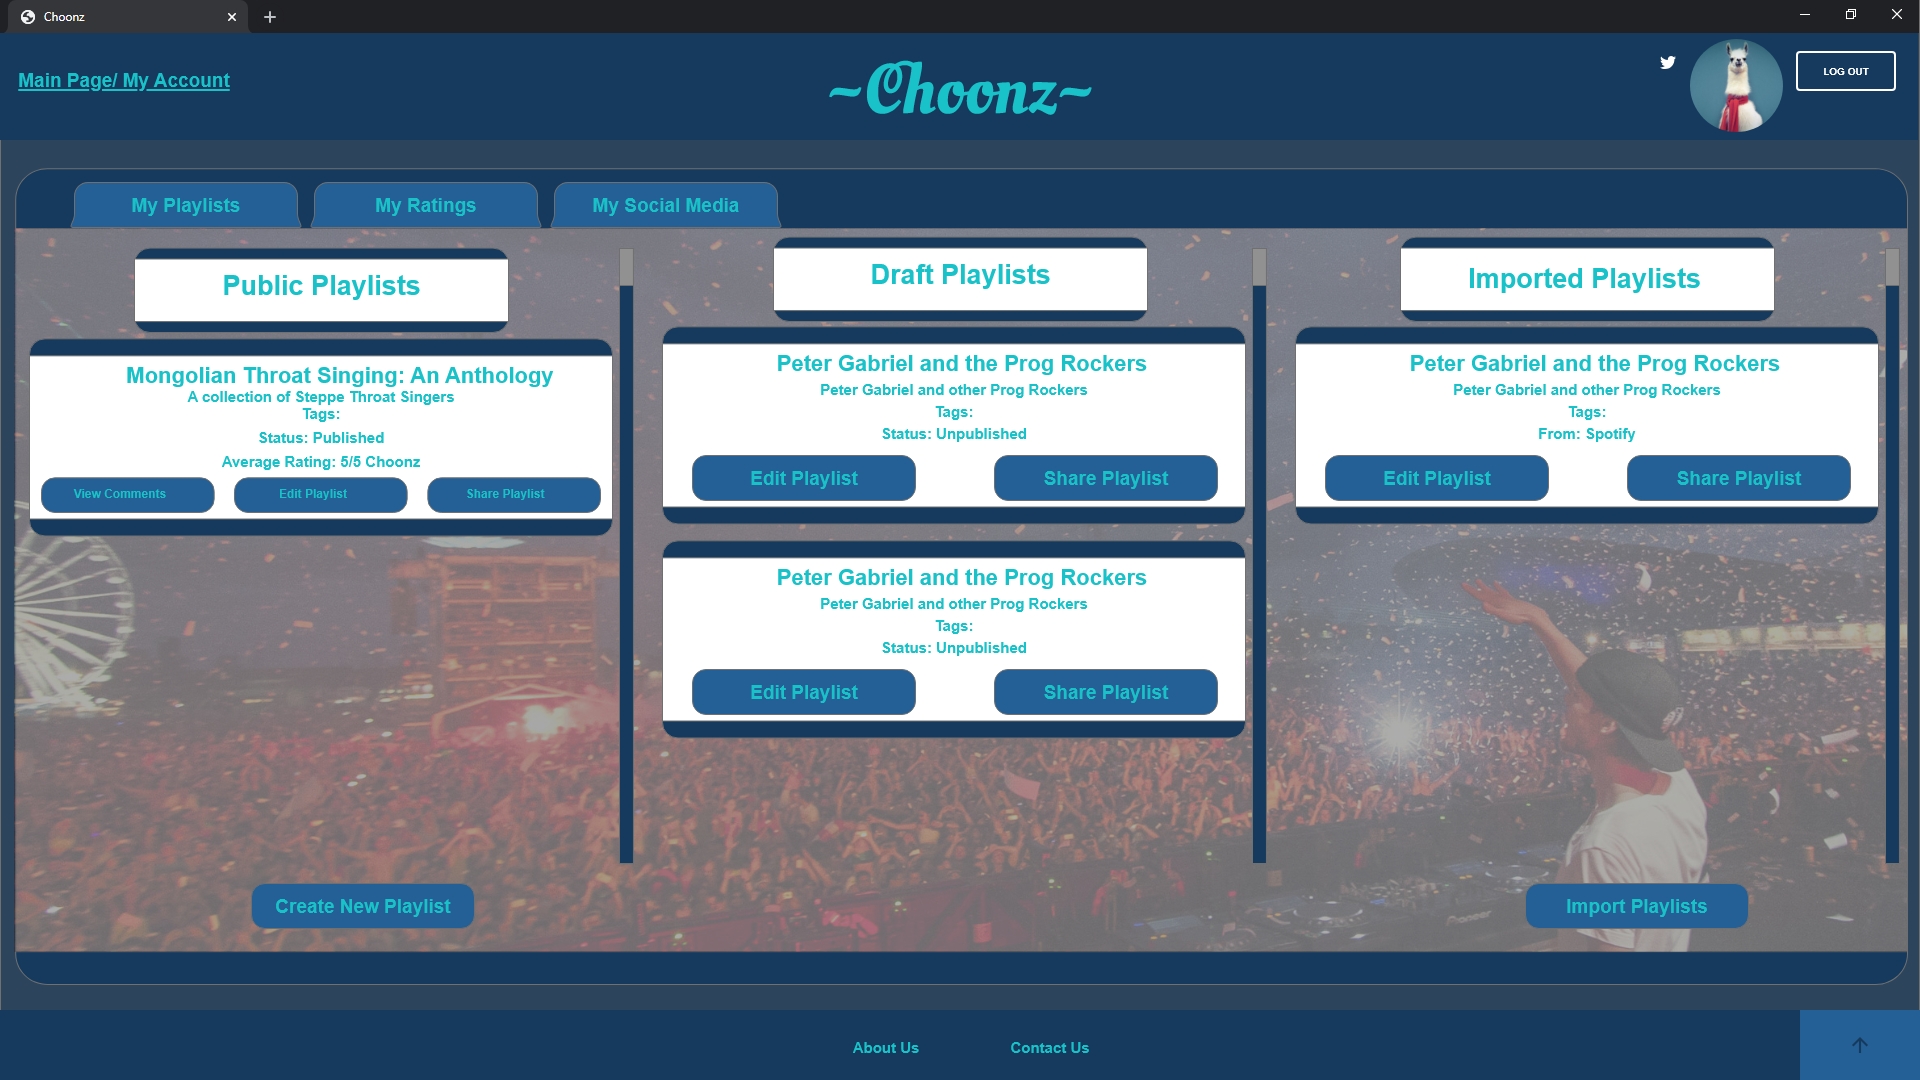 Choonz
Main Page/ My Account
~Choonz~
LOG OUT
My Playlists
My Ratings
My Social Media
Public Playlists
Mongolian Throat Singing: An Anthology
A collection of Steppe Throat Singers
Tags:
Status: Published
Average Rating: 5/5 Choonz
View Comments
Edit Playlist
Share Playlist
Create New Playlist
Draft Playlists
Peter Gabriel and the Prog Rockers
Peter Gabriel and other Prog Rockers
Tags:
Status: Unpublished
Edit Playlist
Share Playlist
Peter Gabriel and the Prog Rockers
Peter Gabriel and other Prog Rockers
Tags:
Status: Unpublished
Edit Playlist
Share Playlist
Imported Playlists
Peter Gabriel and the Prog Rockers
Peter Gabriel and other Prog Rockers
Tags:
From: Spotify
Edit Playlist
Share Playlist
Pioneer
Import Playlists
About Us
Contact Us